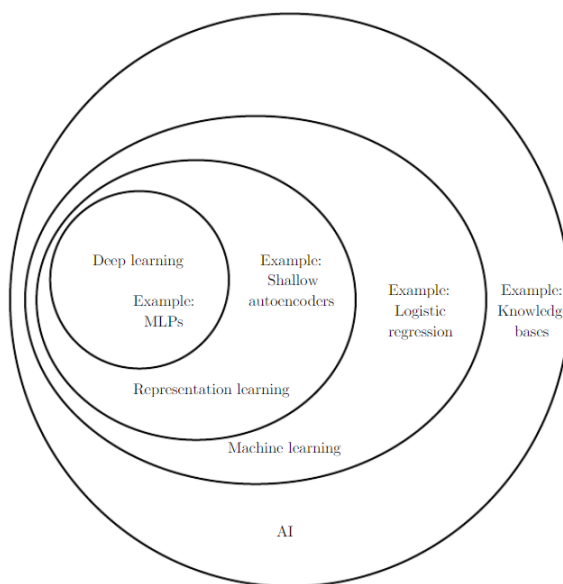 Deep learning
Example:
MLPs
Example:
Shallow
autoencoders
Example:
Logistic
regression
Example:
Knowledg
bases
Representation learning
Machine learning
AI